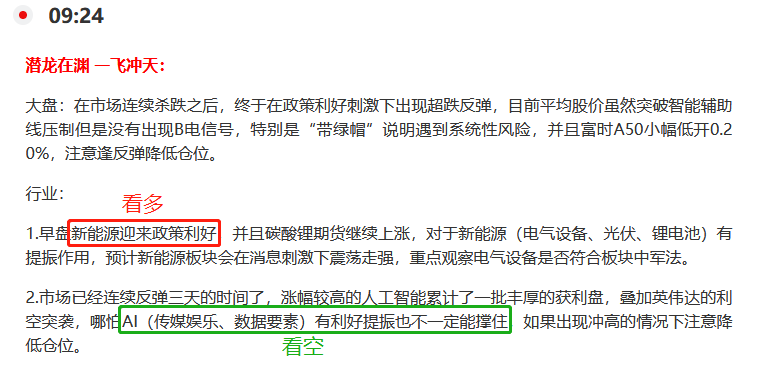 09:24
潜龙在渊 一飞冲天：
大盘：在市场连续杀跌之后，终于在政策利好刺激下出现超跌反弹，目前平均股价虽然突破智能辅助
线压制但是没有出现B电信号，特别是“带绿帽”说明遇到系统性风险，并且富时A50小幅低开0.2
0%，注意逢反弹降低仓位。
行业：
看多
1.早盘新能源迎来政策利好 并且碳酸锂期货继续上涨，对于新能源（电气设备、光伏、锂电池）有
提振作用，预计新能源板块会在消息刺激下震荡走强，重点观察电气设备是否符合板块中军法。
2.市场已经连续反弹三天的时间了，涨幅较高的人工智能累计了一批丰厚的获利盘，叠加英伟达的利
空突袭，哪怕AI（传媒娱乐、数据要素）有利好提振也不一定能撑住 如果出现冲高的情况下注意降
低仓位。
看空